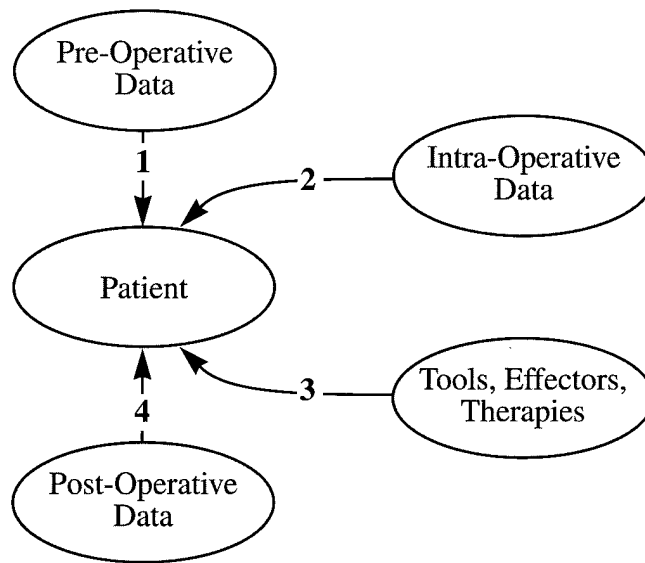 Pre-Operative
Data
1
2
Intra-Operative
Data
Patient
Tools, Effectors,
Therapies
3
4
Post-Operative
Data